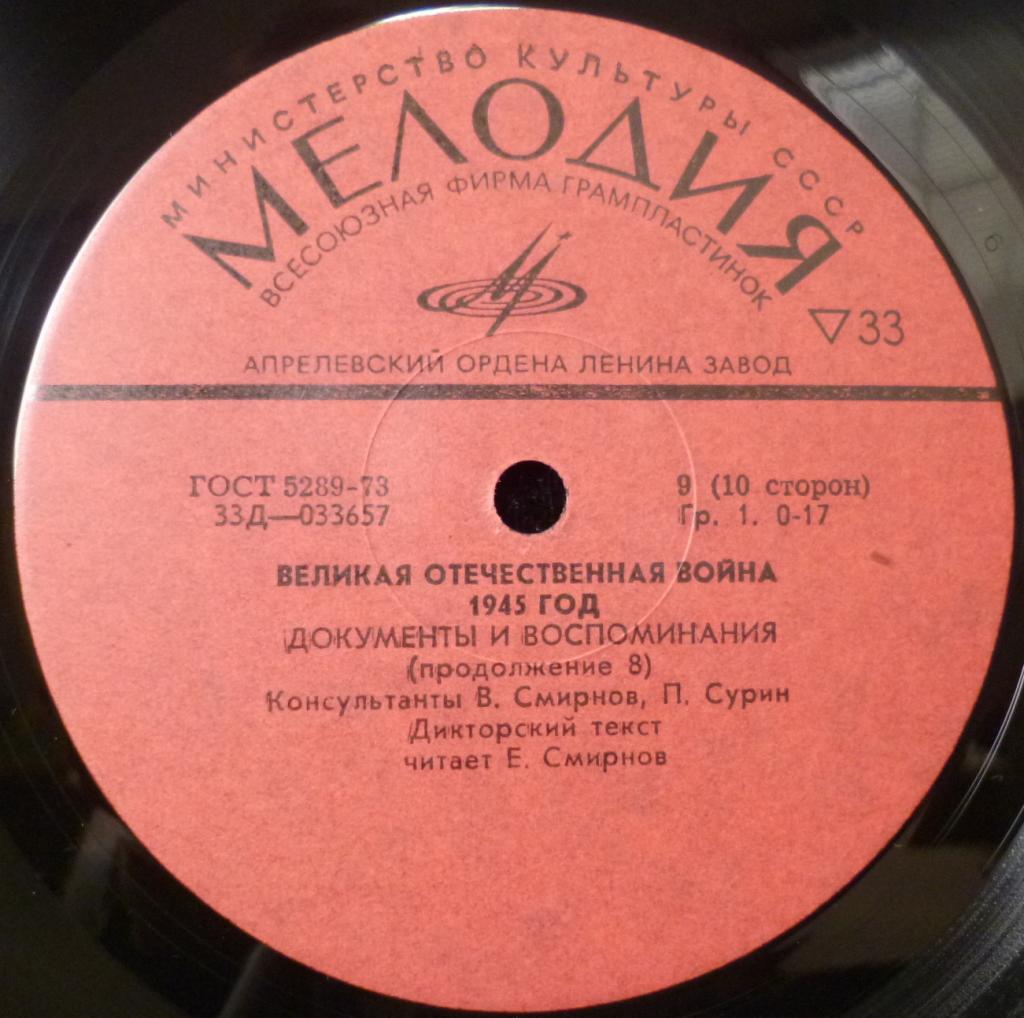 МИНИСТЕРСТВО КУЛЬТУРЫ СССР
МЕЛОДИЯ
ВСЕСОЮЗНАЯ ФИРМА ГРАМПЛАСТИНОК
▽33
АПРЕЛЕВСКИЙ ОРДЕНА ЛЕНИНА ЗАВОД
ГОСТ 5289-73
33Д—033657
9 (10 сторон)
Гр. 1. 0-17
ВЕЛИКАЯ ОТЕЧЕСТВЕННАЯ ВОЙНА
1945 ГОД
ДОКУМЕНТЫ И ВОСПОМИНАНИЯ
(продолжение 8)
Консультанты В. Смирнов, П. Сурин
Дикторский текст
читает Е. Смирнов